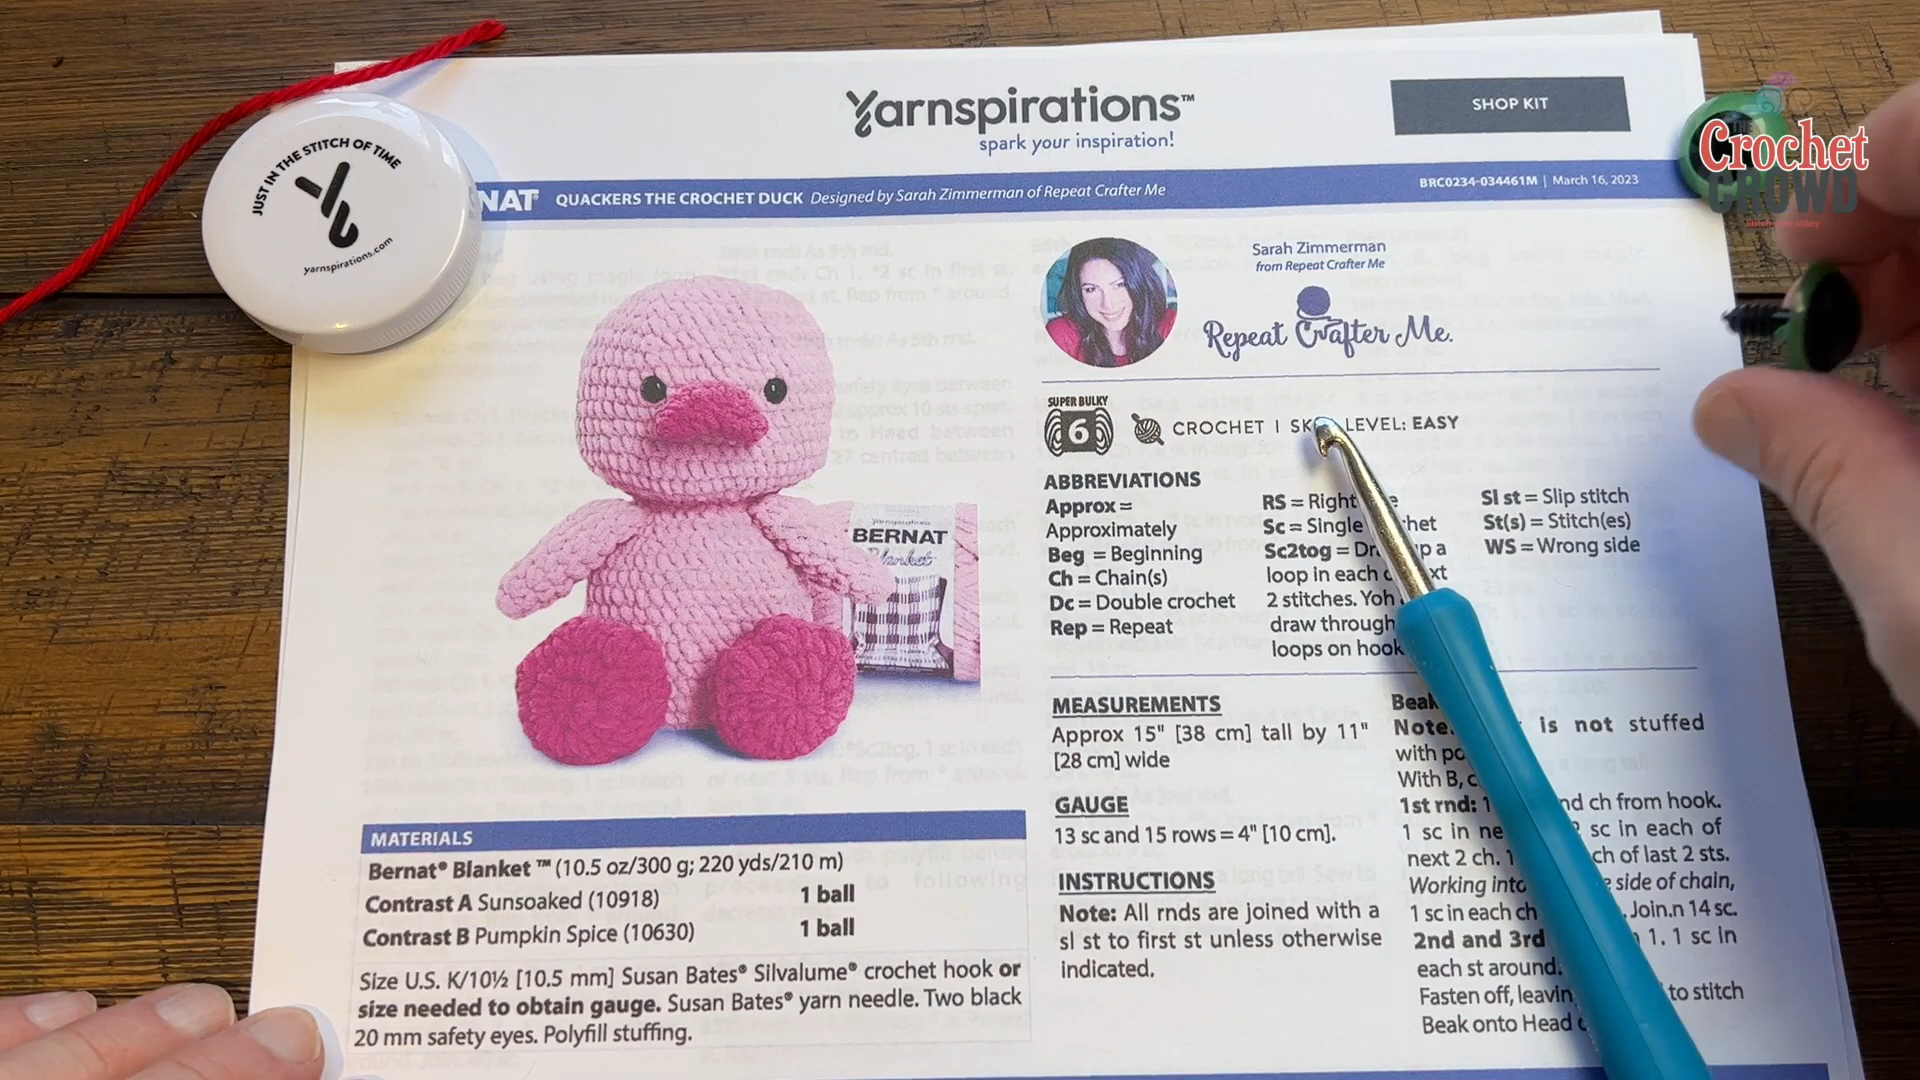 Yarnspirations™
spark your inspiration!
SHOP KIT
Crochet
CROWD
JUST IN THE STITCH OF TIME
yarnspirations.com
NAT QUACKERS THE CROCHET DUCK Designed by Sarah Zimmerman of Repeat Crafter Me
BRC0234-034461M | March 16, 2023
Sarah Zimmerman
from Repeat Crafter Me
Repeat Crafter Me.
SUPER BULKY
6
CROCHET | SK LEVEL: EASY
BERNAT
Blanket
ABBREVIATIONS
Approx =
Approximately
Beg = Beginning
Ch = Chain(s)
Dc = Double crochet
Rep = Repeat
RS = Right
Sc = Single
Sc2tog = up a
loop in each
2 stitches. Yoh
draw through
loops on hook
Sl st = Slip stitch
St(s) = Stitch(es)
WS = Wrong side
MEASUREMENTS
Approx 15" [38 cm] tall by 11"
[28 cm] wide
GAUGE
13 sc and 15 rows = 4" [10 cm].
INSTRUCTIONS
Note: All rnds are joined with a
sl st to first st unless otherwise
indicated.
Beak
Note: is not stuffed
with
With B,
1st rnd: 1 ch from hook.
1 sc in sc in each of
next 2 ch. of last 2 sts.
Working into side of chain,
1 sc in each ch Join.n 14 sc.
2nd and 3rd 1. 1 sc in
each st around.
Fasten off, to stitch
Beak onto Head
MATERIALS
Bernat® Blanket ™ (10.5 oz/300 g; 220 yds/210 m)
Contrast A Sunsoaked (10918) 1 ball
Contrast B Pumpkin Spice (10630) 1 ball
Size U.S. K/10½ [10.5 mm] Susan Bates® Silvalume® crochet hook or
size needed to obtain gauge. Susan Bates® yarn needle. Two black
20 mm safety eyes. Polyfill stuffing.